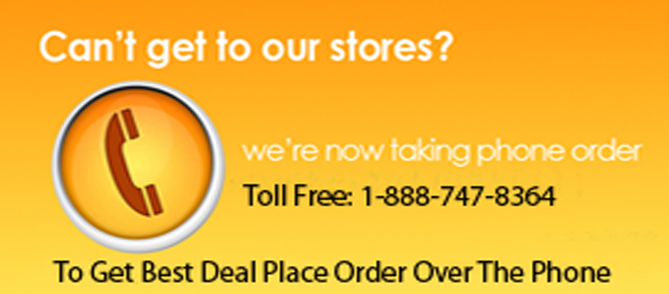 Can't get to our stores?
we're now taking phone order
Toll Free: 1-888-747-8364
To Get Best Deal Place Order Over The Phone